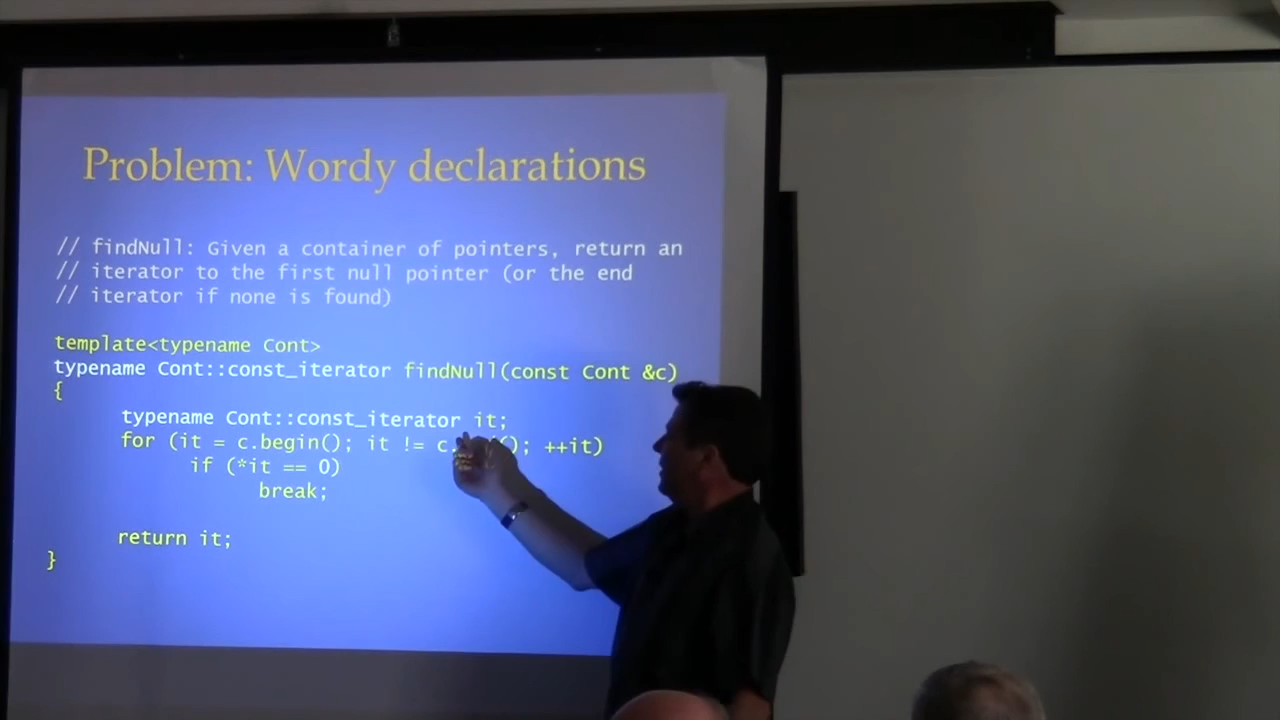 Problem: Wordy declarations
// findNull: Given a container of pointers, return an
// iterator to the first null pointer (or the end
// iterator if none is found)
template<typename Cont>
typename Cont::const_iterator findNull(const Cont &c)
{
typename Cont::const_iterator it;
for (it = c.begin(); it != c. (); ++it)
if (*it == 0)
break;
return it;
}